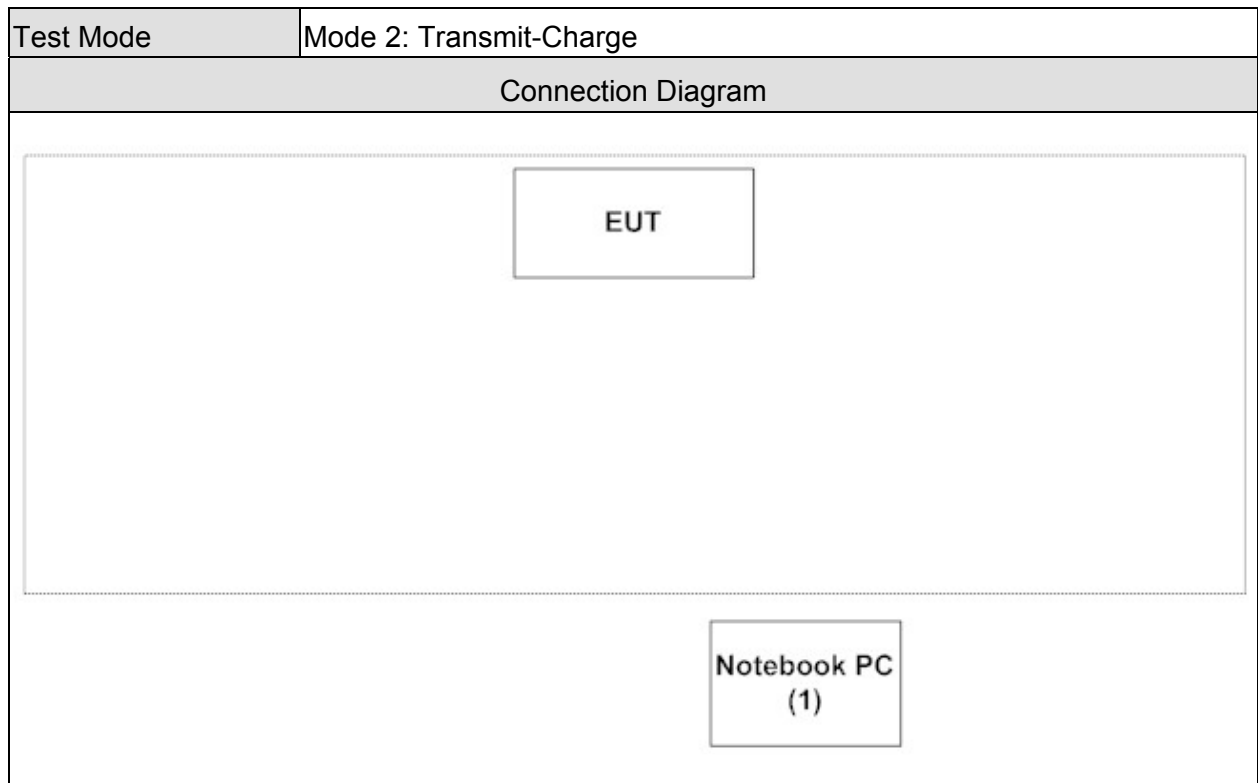 Test Mode Mode 2: Transmit-Charge
Connection Diagram
EUT
Notebook PC
(1)